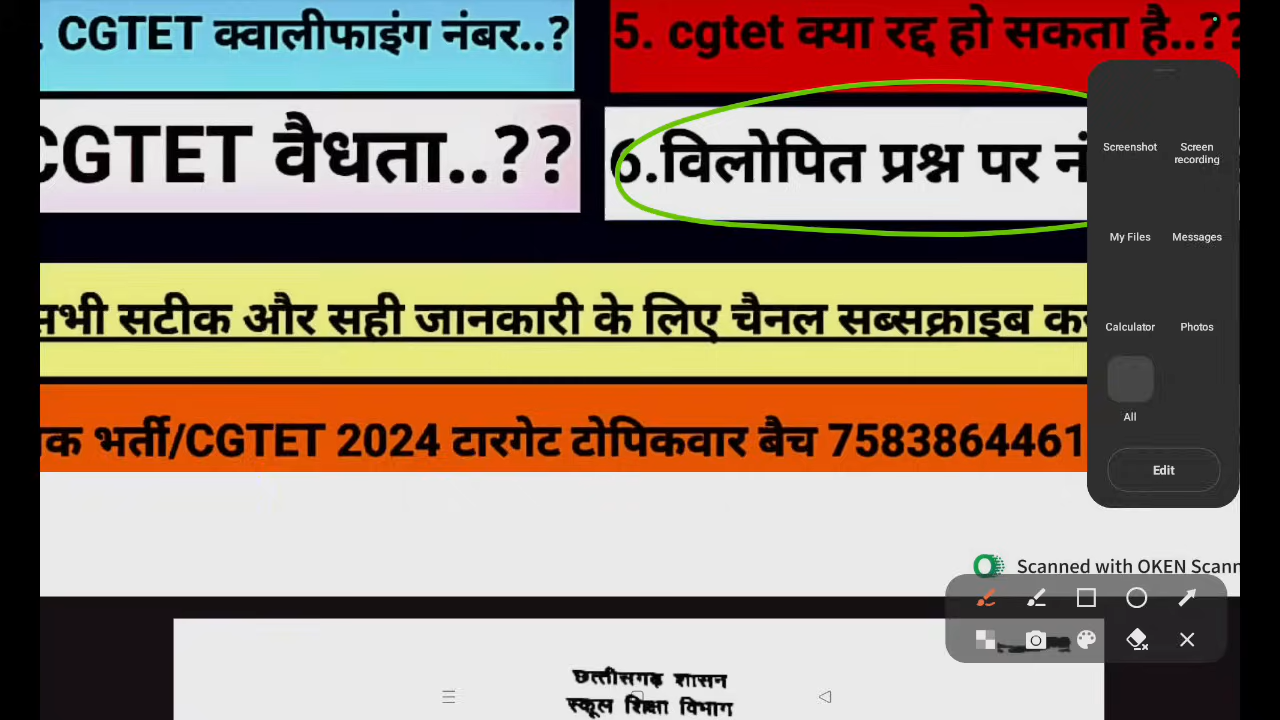 . CGTET क्वालीफाइंग नंबर..?
5. cgtet क्या रद्द हो सकता है..??
CGTET वैधता..??
6.विलोपित प्रश्न पर
सभी सटीक और सही जानकारी के लिए चैनल सब्सक्राइब
भर्ती/CGTET 2024 टारगेट टोपिकवार बैच 7583864461
Screenshot
Screen recording
My Files
Messages
Calculator
Photos
All
Edit
Scanned with OKEN Scann
छत्तीसगढ़ शासन
स्कूल शिक्षा विभाग